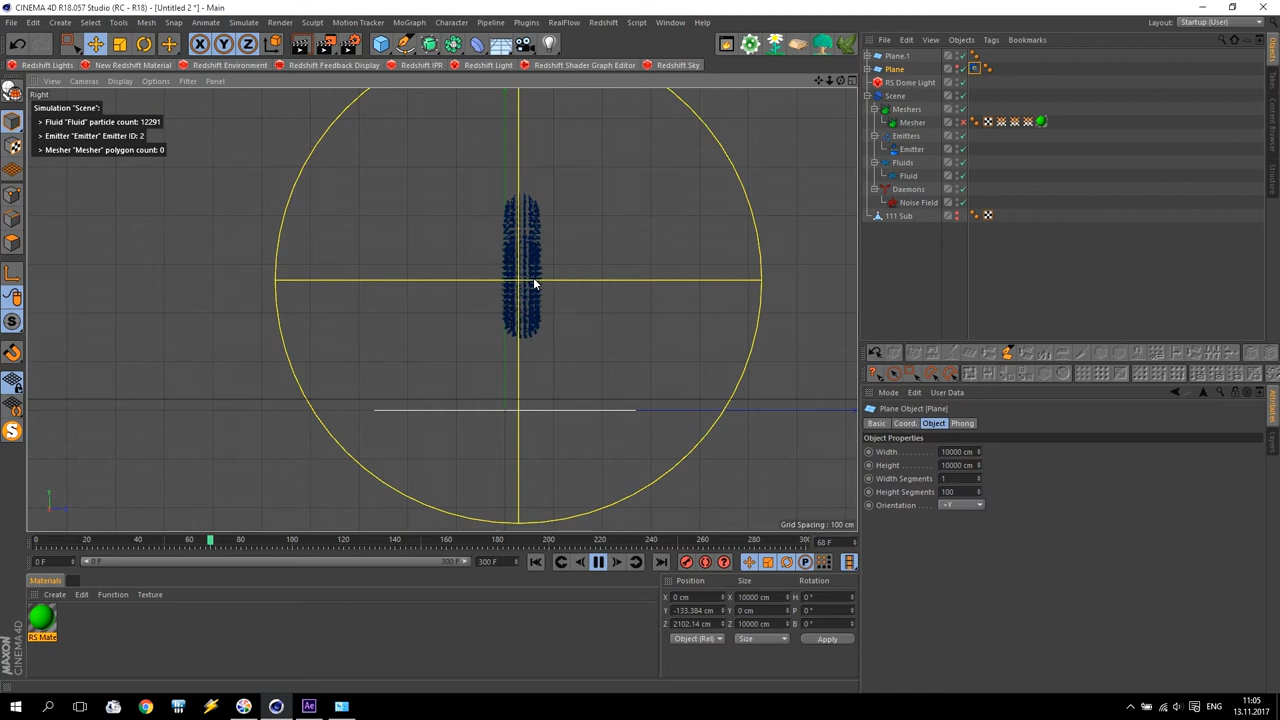 CINEMA 4D R18.057 Studio (RC - R18) - [Untitled 2 *] - Main
File Edit Create Select Tools Mesh Snap Animate Simulate Render Sculpt Motion Tracker MoGraph Character Pipeline Plugins RealFlow Redshift Script Window Help Layout: Startup (User)
Redshift Lights New Redshift Material Redshift Environment Redshift Feedback Display Redshift IPR Redshift Light Redshift Shader Graph Editor Redshift Sky
View Cameras Display Options Filter Panel
Right
Simulation "Scene":
> Fluid "Fluid" particle count: 12291
> Emitter "Emitter" Emitter ID: 2
> Mesher "Mesher" polygon count: 0
Y
Grid Spacing : 100 cm
File Edit View Objects Tags Bookmarks
Plane.1
Plane
RS Dome Light
Scene
Meshers
Mesher
Emitters
Emitter
Fluids
Fluid
Daemons
Noise Field
111 Sub
Objects
Takes
Content Browser
Structure
Mode Edit User Data
Plane Object [Plane]
Basic Coord. Object Phong
Object Properties
Width 10000 cm
Height 10000 cm
Width Segments 1
Height Segments 100
Orientation +Y
Attributes
Layers
0 20 40 60 80 100 120 140 160 180 200 220 240 260 280 300 68 F
0 F 0 F 300 F 300 F
Materials
Create Edit Function Texture
RS Mate
Position Size Rotation
X 0 cm X 10000 cm H 0 °
Y -133.384 cm Y 0 cm P 0 °
Z 2102.14 cm Z 10000 cm B 0 °
Object (Rel) Size Apply
MAXON CINEMA 4D
ENG
11:05
13.11.2017